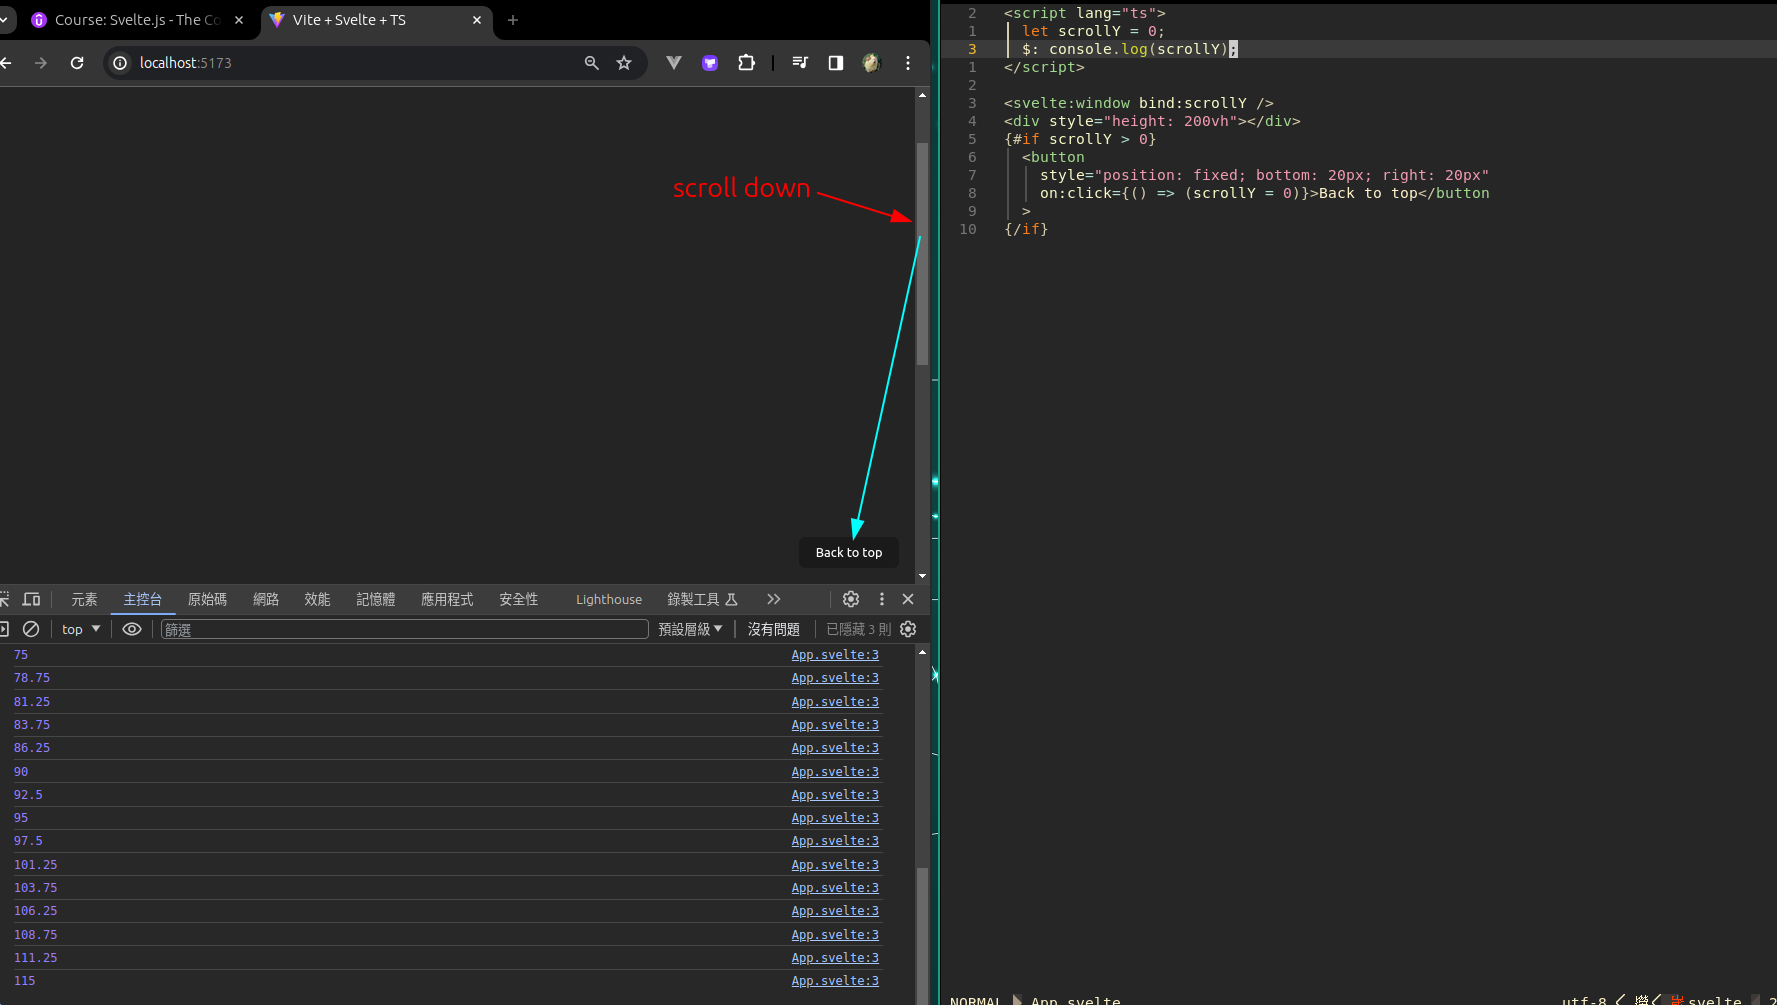 Course: Svelte.js - The Co
Vite + Svelte + TS
localhost:5173
scroll down
Back to top
元素 主控台 原始碼 網路 效能 記憶體 應用程式 安全性 Lighthouse 錄製工具
top 篩選 預設層級 沒有問題 已隱藏 3 則
75 App.svelte:3
78.75 App.svelte:3
81.25 App.svelte:3
83.75 App.svelte:3
86.25 App.svelte:3
90 App.svelte:3
92.5 App.svelte:3
95 App.svelte:3
97.5 App.svelte:3
101.25 App.svelte:3
103.75 App.svelte:3
106.25 App.svelte:3
108.75 App.svelte:3
111.25 App.svelte:3
115 App.svelte:3
2 <script lang="ts">
1 let scrollY = 0;
3 $: console.log(scrollY);
1 </script>
2
3 <svelte:window bind:scrollY />
4 <div style="height: 200vh"></div>
5 {#if scrollY > 0}
6 <button
7 style="position: fixed; bottom: 20px; right: 20px"
8 on:click={() => (scrollY = 0)}>Back to top</button
9 >
10 {/if}
NORMAL App.svelte utf-8 svelte